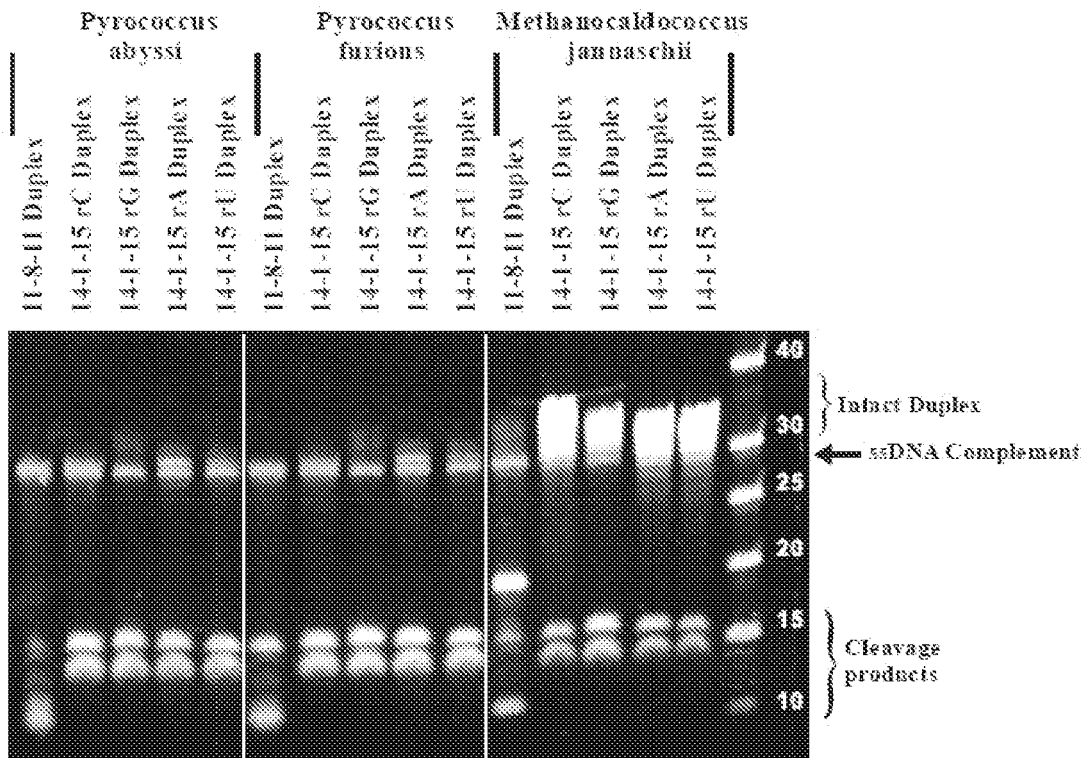 Pyrococcus
abyssi
Pyrococcus
furious
Methanocaldococcus
jannaschii
11-8-11 Duplex
14-1-15 rC Duplex
14-1-15 rG Duplex
14-1-15 rA Duplex
14-1-15 rU Duplex
11-8-11 Duplex
14-1-15 rC Duplex
14-1-15 rG Duplex
14-1-15 rA Duplex
14-1-15 rU Duplex
11-8-11 Duplex
14-1-15 rC Duplex
14-1-15 rG Duplex
14-1-15 rA Duplex
14-1-15 rU Duplex
40
Intact Duplex
30
ssDNA Complement
25
20
15
Cleavage
products
10